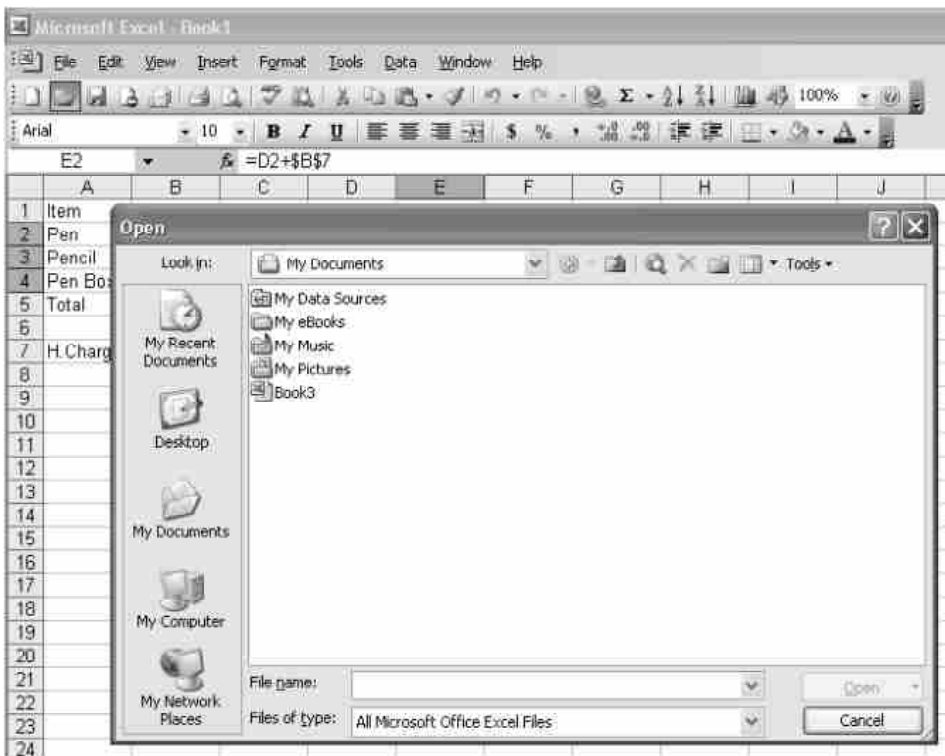 Microsoft Excel - Book1
File Edit View Insert Format Tools Data Window Help
100%
Arial 10 B I U $ % ,
E2 fx =D2+$B$7
A B C D E F G H I J
1 Item
2 Pen
3 Pencil
4 Pen Bo
5 Total
6
7 H.Charg
8
9
10
11
12
13
14
15
16
17
18
19
20
21
22
23
24
Open
Look in: My Documents Tools
My Recent Documents
Desktop
My Documents
My Computer
My Network Places
My Data Sources
My eBooks
My Music
My Pictures
Book3
File name: Open
Files of type: All Microsoft Office Excel Files Cancel